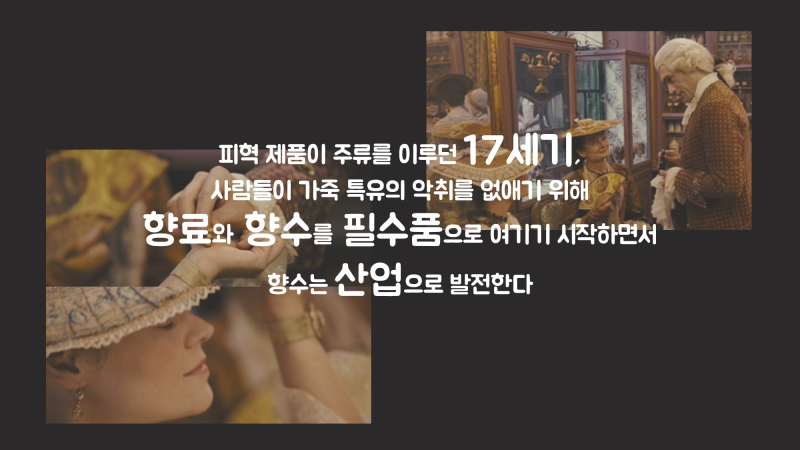 피혁 제품이 주류를 이루던 17세기,
사람들이 가죽 특유의 악취를 없애기 위해
향료와 향수를 필수품으로 여기기 시작하면서
향수는 산업으로 발전한다